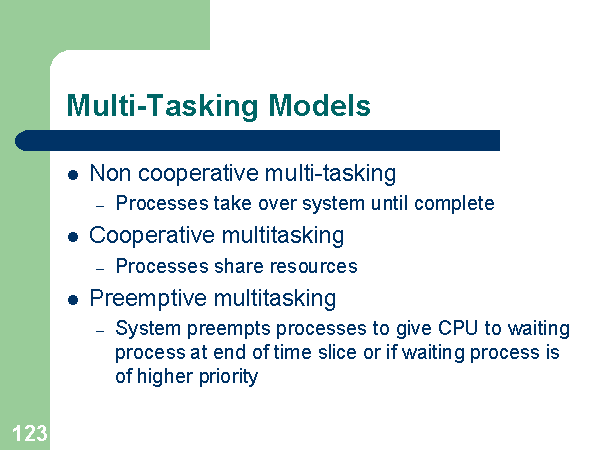 Multi-Tasking Models
● Non cooperative multi-tasking
– Processes take over system until complete
● Cooperative multitasking
– Processes share resources
● Preemptive multitasking
– System preempts processes to give CPU to waiting
process at end of time slice or if waiting process is
of higher priority
123